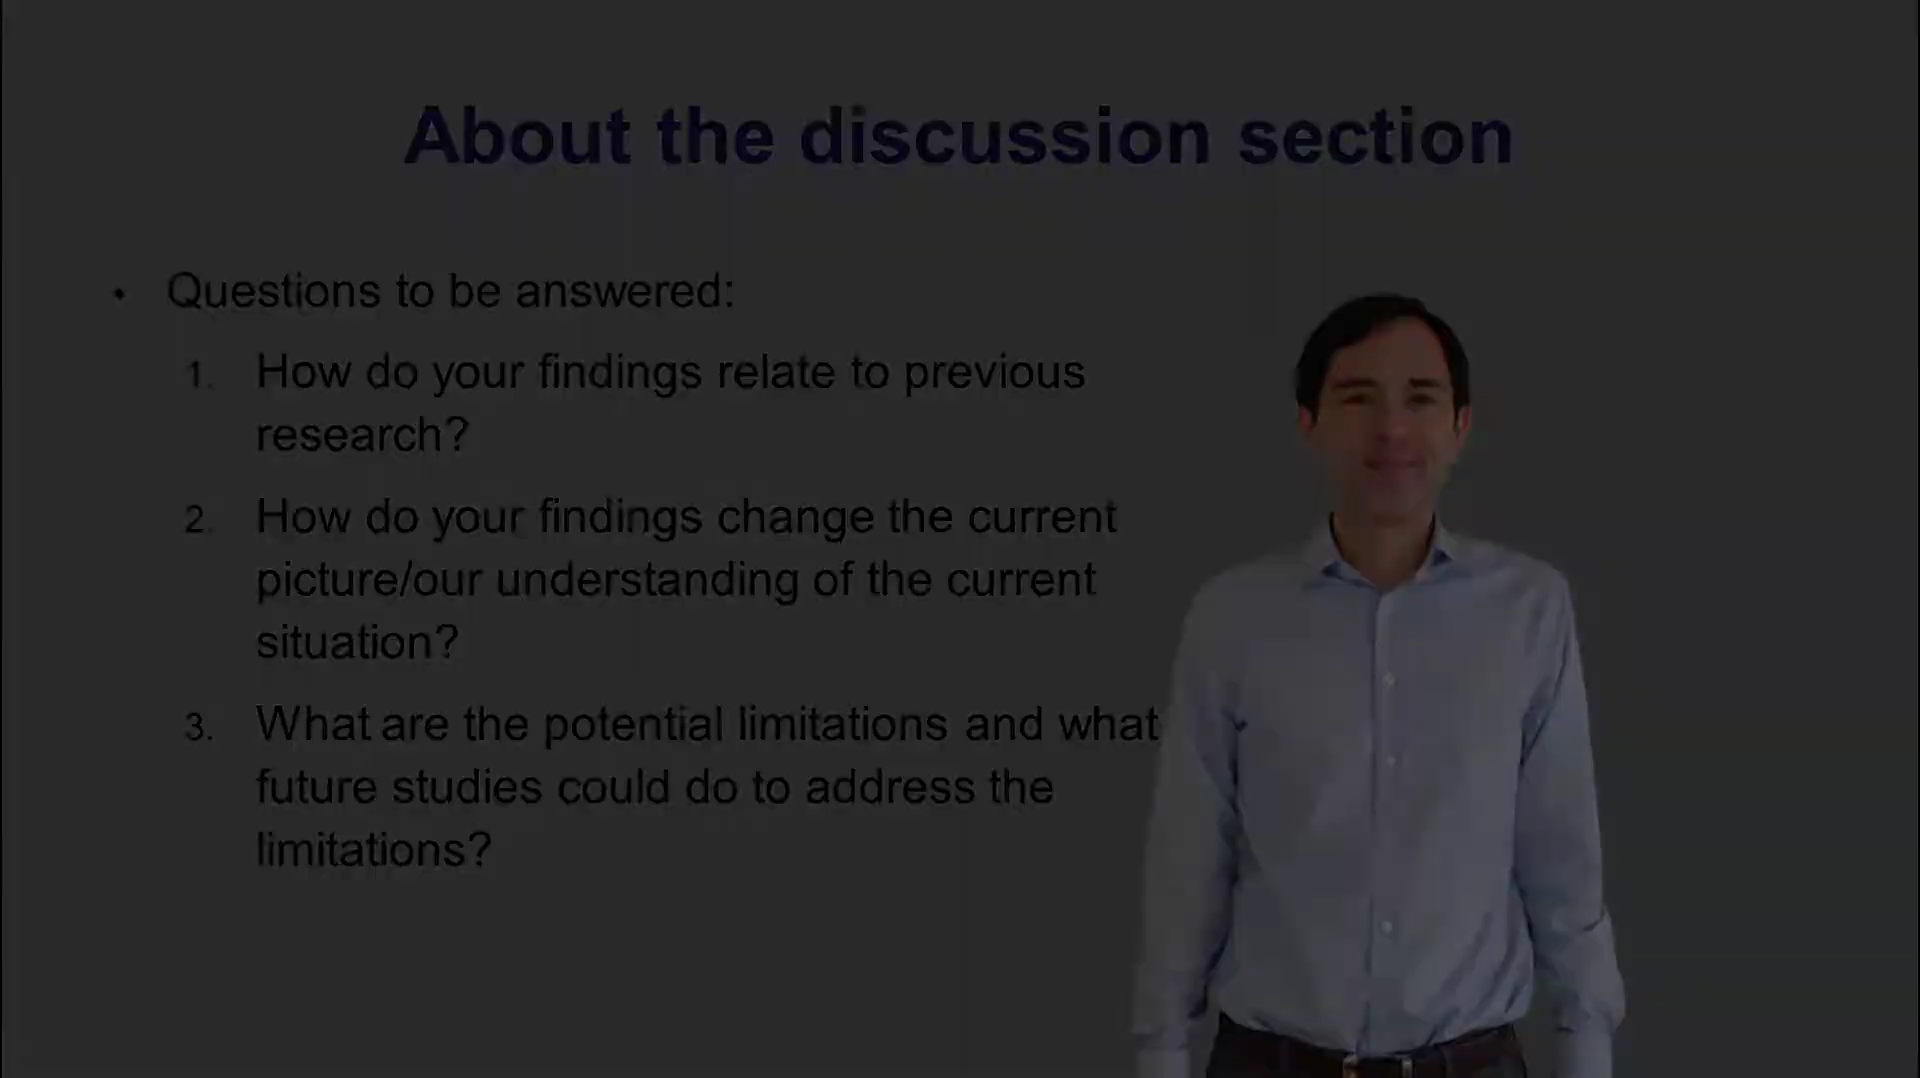 About the discussion section
• Questions to be answered:
1. How do your findings relate to previous
research?
2. How do your findings change the current
picture/our understanding of the current
situation?
3. What are the potential limitations and what
future studies could do to address the
limitations?